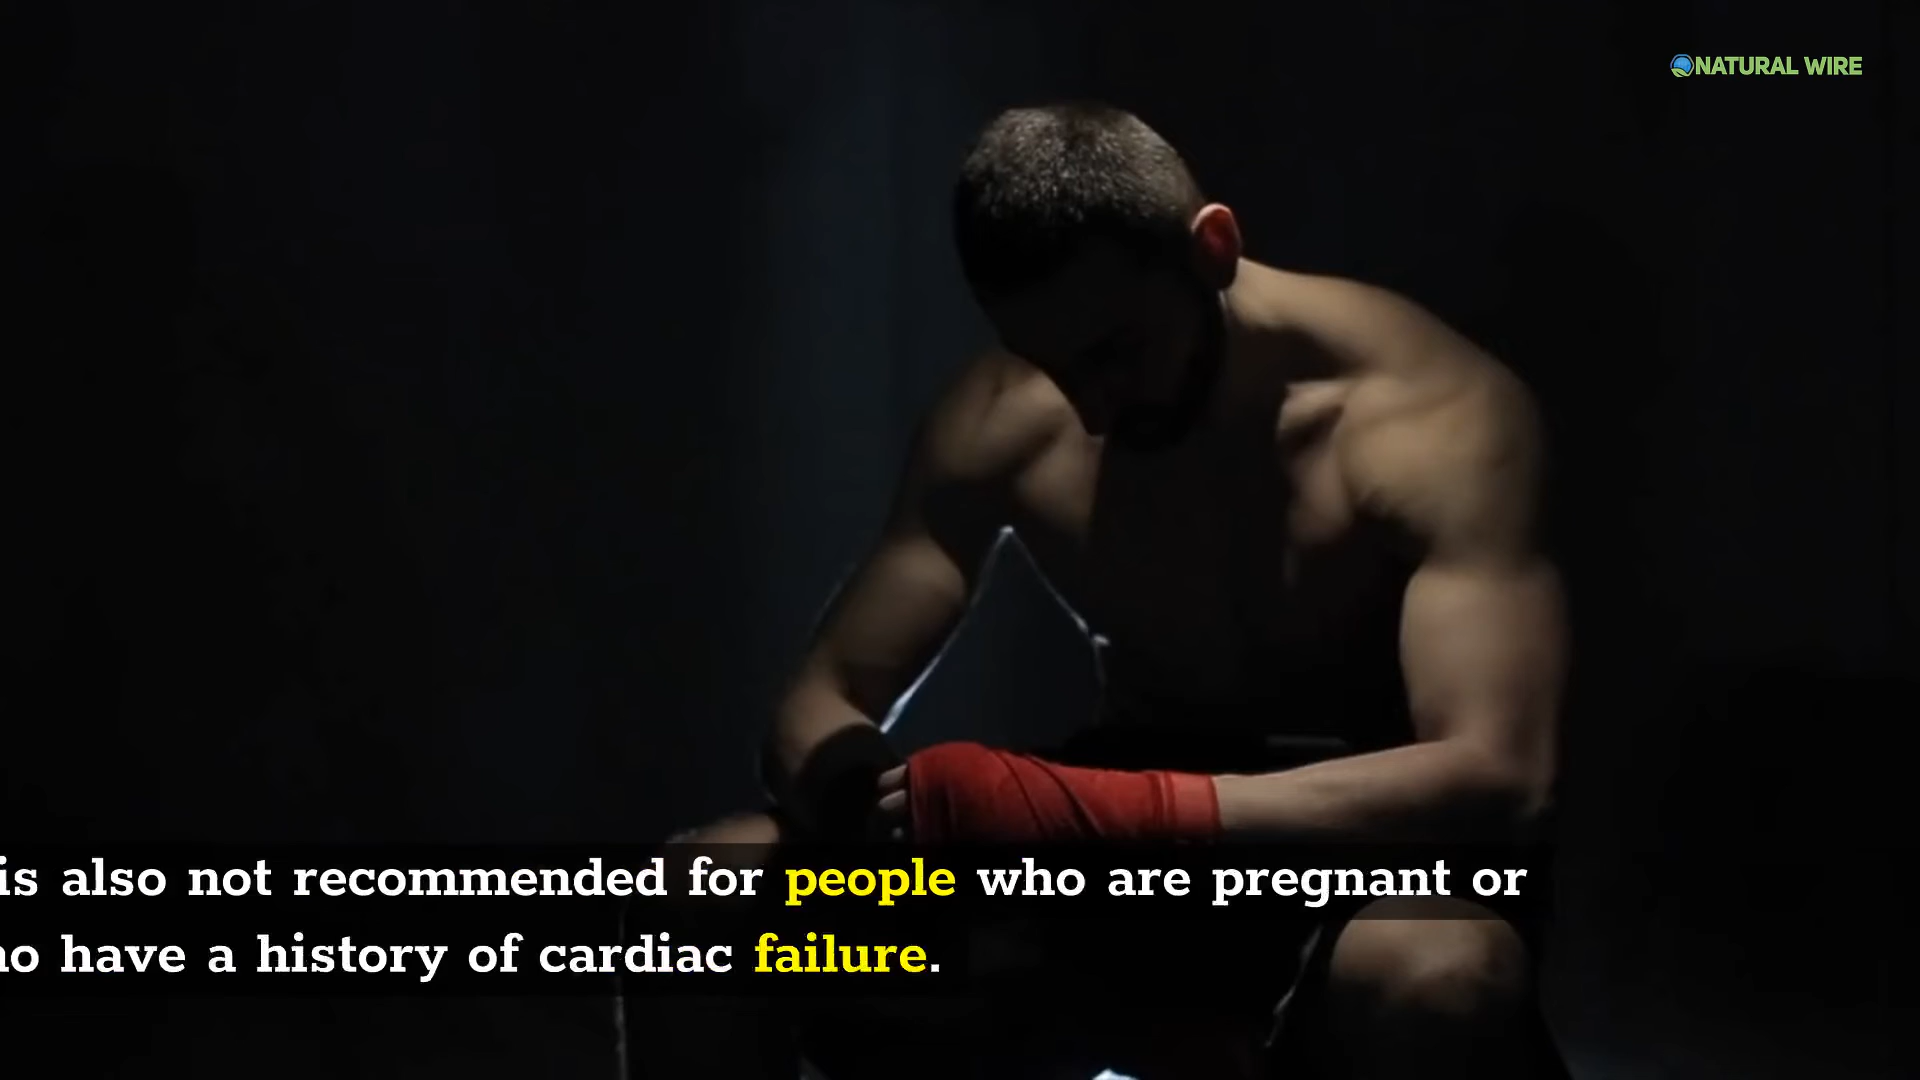 NATURAL WIRE
is also not recommended for people who are pregnant or
have a history of cardiac failure.